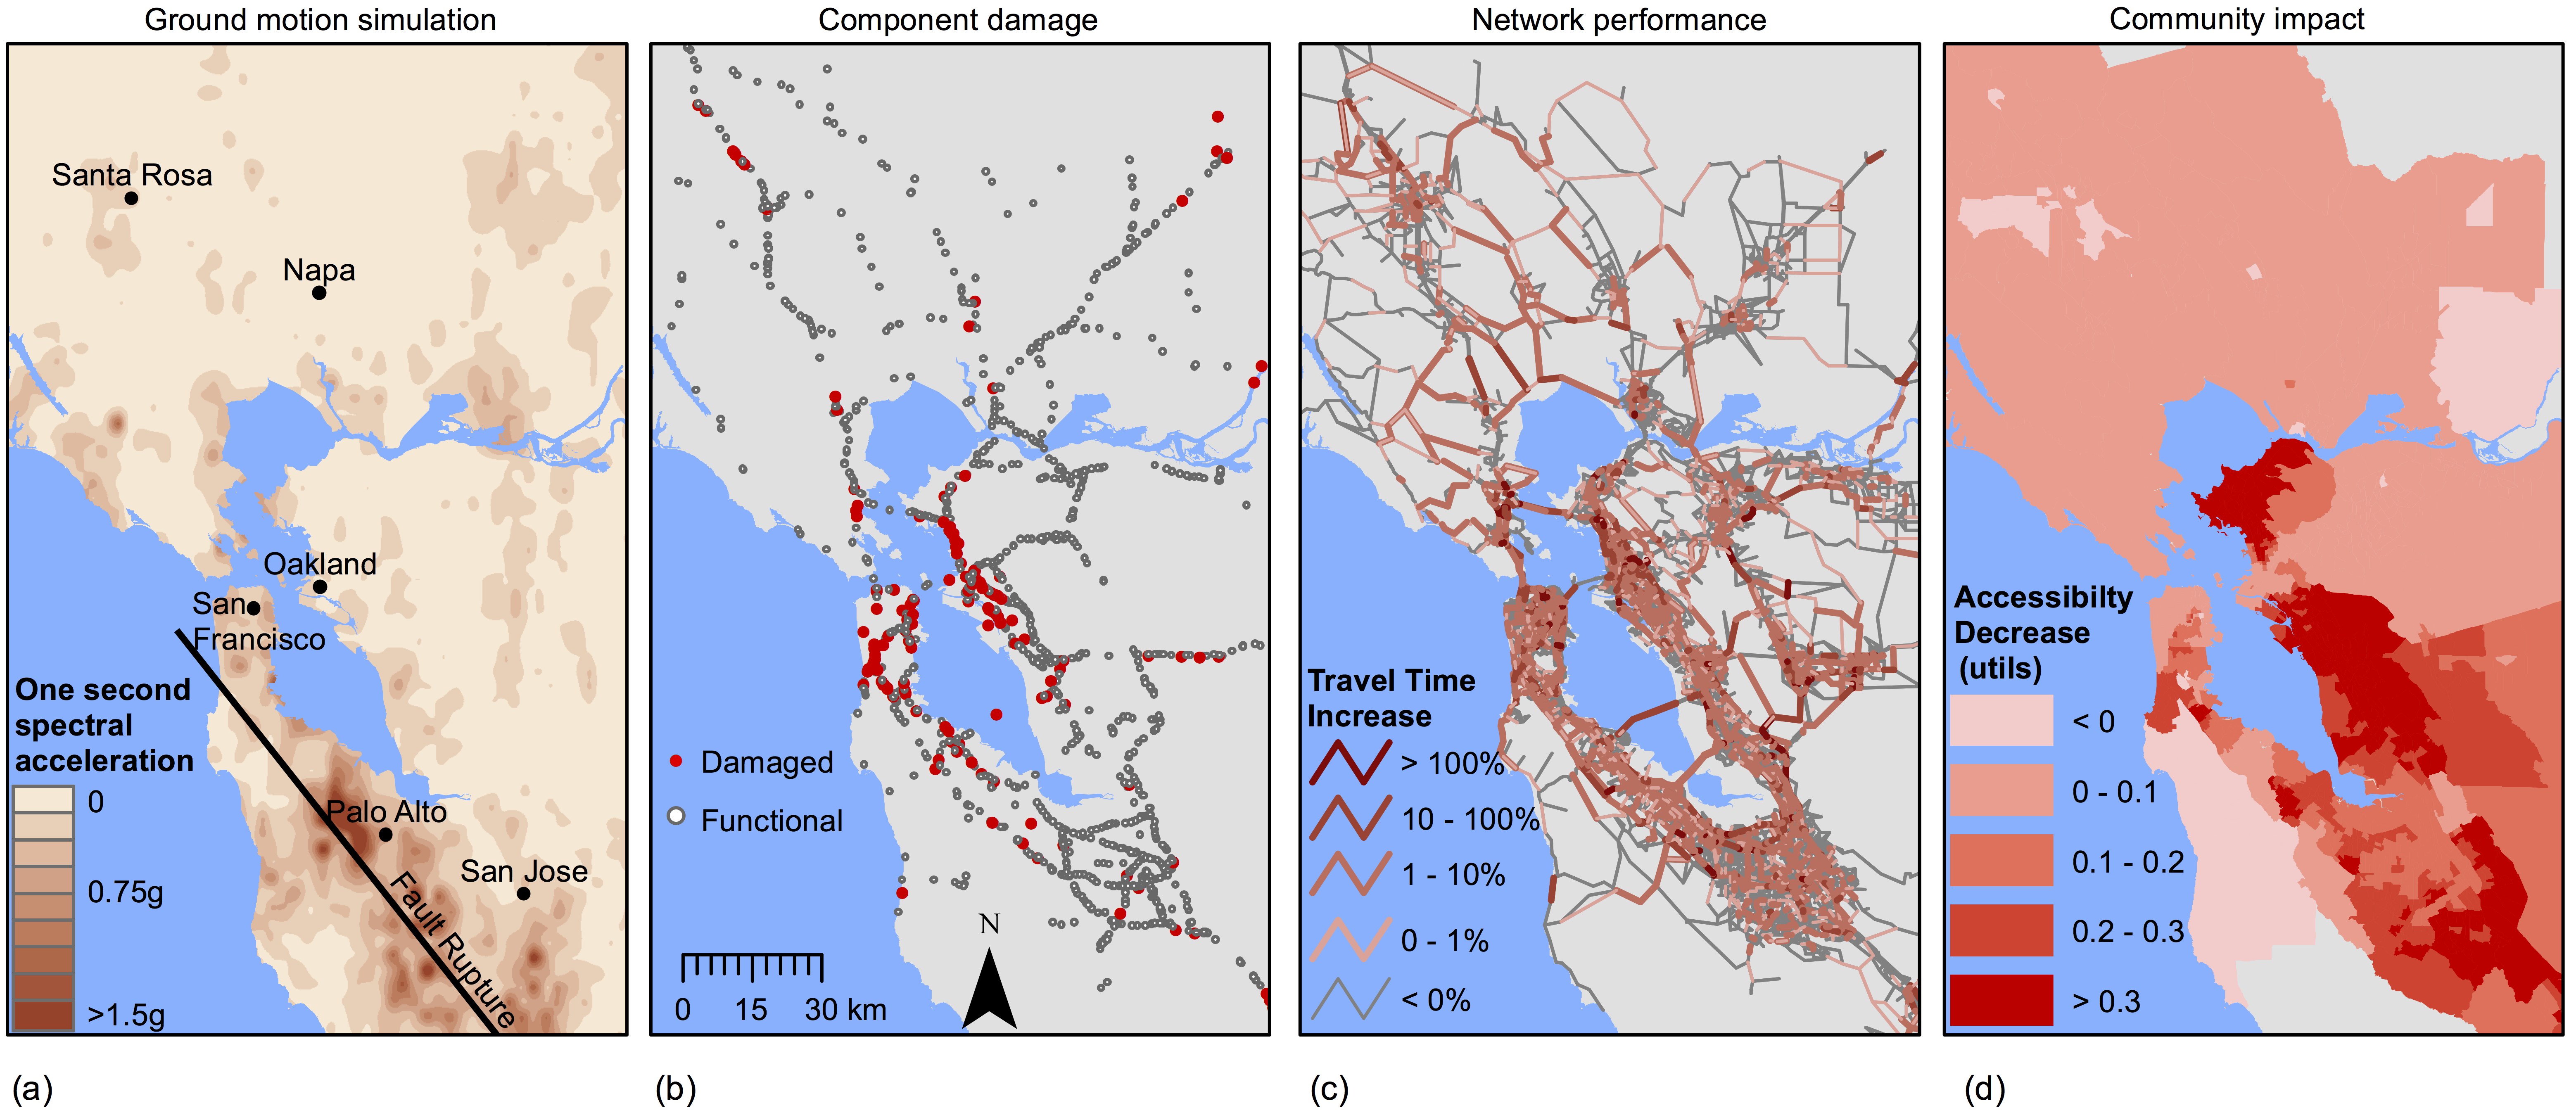 Ground motion simulation
Santa Rosa
Napa
Oakland
San
Francisco
One second
spectral
acceleration
0
0.75g
>1.5g
Palo Alto
San Jose
Fault Rupture
(a)
Component damage
Damaged
Functional
0 15 30 km
N
(b)
Network performance
Travel Time
Increase
> 100%
10 - 100%
1 - 10%
0 - 1%
< 0%
(c)
Community impact
Accessibilty
Decrease
(utils)
< 0
0 - 0.1
0.1 - 0.2
0.2 - 0.3
> 0.3
(d)